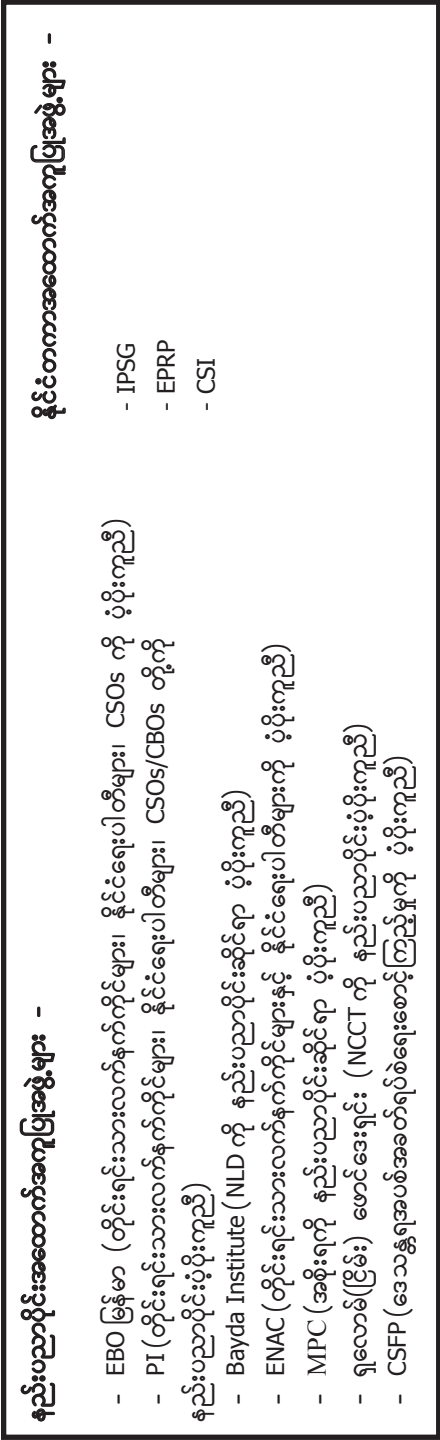 နည်းပညာပိုင်းအထောက်အကူပြုအဖွဲ့များ -
- EBO မြန်မာ (တိုင်းရင်းသားလက်နက်ကိုင်များ၊ နိုင်ငံရေးပါတီများ၊ CSOs ကို ပံ့ပိုးကူညီ)
- PI (တိုင်းရင်းသားလက်နက်ကိုင်များ၊ နိုင်ငံရေးပါတီများ၊ CSOs/CBOs တို့ကို
နည်းပညာပိုင်းပံ့ပိုးကူညီ)
- Bayda Institute (NLD ကို နည်းပညာပိုင်းဆိုင်ရာ ပံ့ပိုးကူညီ)
- ENAC (တိုင်းရင်းသားလက်နက်ကိုင်များနှင့် နိုင်ငံရေးပါတီများကို ပံ့ပိုးကူညီ)
- MPC (အစိုးရကို နည်းပညာပိုင်းဆိုင်ရာ ပံ့ပိုးကူညီ)
- ရှလောမ်(ငြိမ်း) ဖောင်ဒေးရှင်း (NCCT ကို နည်းပညာပိုင်းပံ့ပိုးကူညီ)
- CSFP (ဒေသန္တရအပစ်အခတ်ရပ်စဲရေးစောင့်ကြည့်မှုကို ပံ့ပိုးကူညီ)
နိုင်ငံတကာအထောက်အကူပြုအဖွဲ့များ -
- IPSG
- EPRP
- CSI